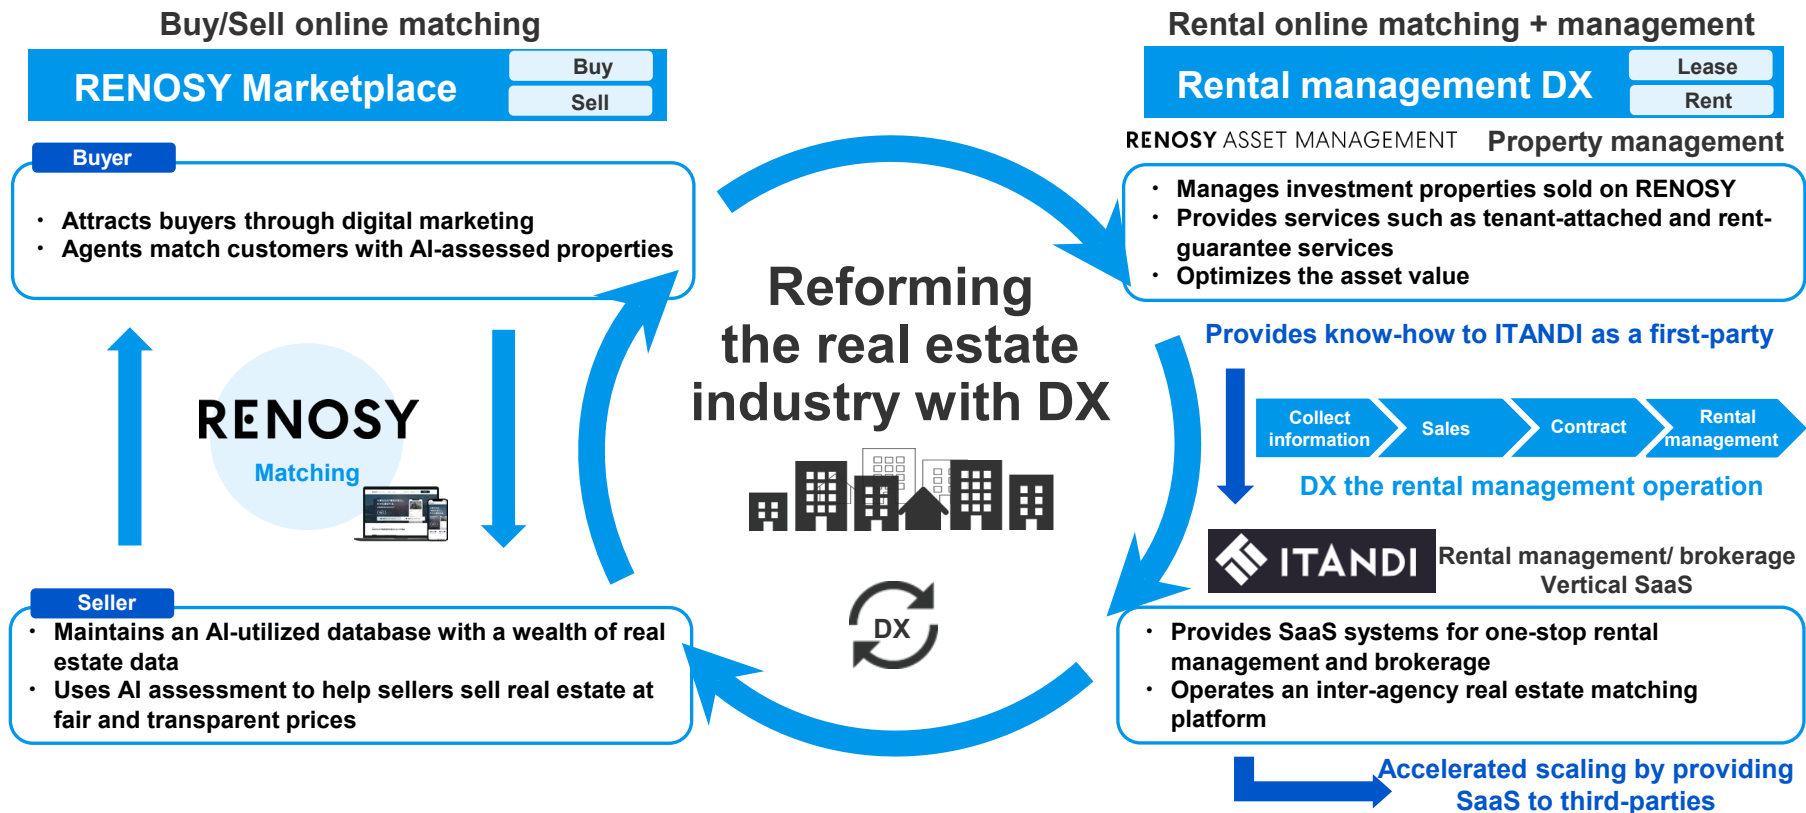 Buy/Sell online matching
RENOSY Marketplace
Buy
Sell
Buyer
・ Attracts buyers through digital marketing
・ Agents match customers with AI-assessed properties
RENOSY
Matching
Seller
・ Maintains an AI-utilized database with a wealth of real
estate data
・ Uses AI assessment to help sellers sell real estate at
fair and transparent prices
Reforming
the real estate
industry with DX
DX
Rental online matching + management
Rental management DX
Lease
Rent
RENOSY ASSET MANAGEMENT Property management
・ Manages investment properties sold on RENOSY
・ Provides services such as tenant-attached and rent-
guarantee services
・ Optimizes the asset value
Provides know-how to ITANDI as a first-party
Collect
information
Sales
Contract
Rental
management
DX the rental management operation
ITANDI
Rental management/ brokerage
Vertical SaaS
・ Provides SaaS systems for one-stop rental
management and brokerage
・ Operates an inter-agency real estate matching
platform
Accelerated scaling by providing
SaaS to third-parties